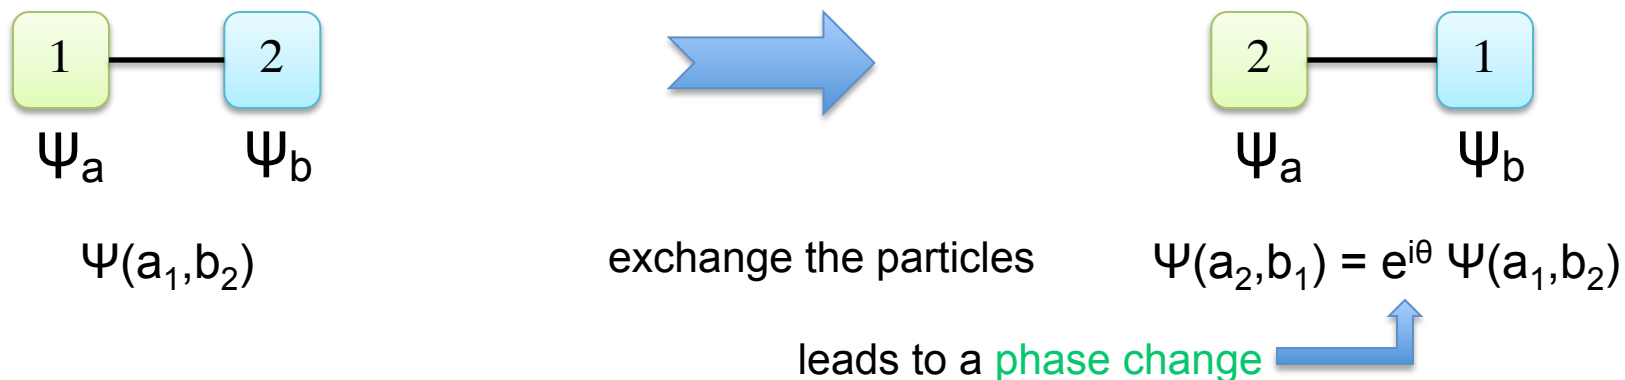 1 2 2 1
Ψa Ψb Ψa Ψb
Ψ(a₁,b₂) exchange the particles Ψ(a₂,b₁) = e^{iθ} Ψ(a₁,b₂)
leads to a phase change